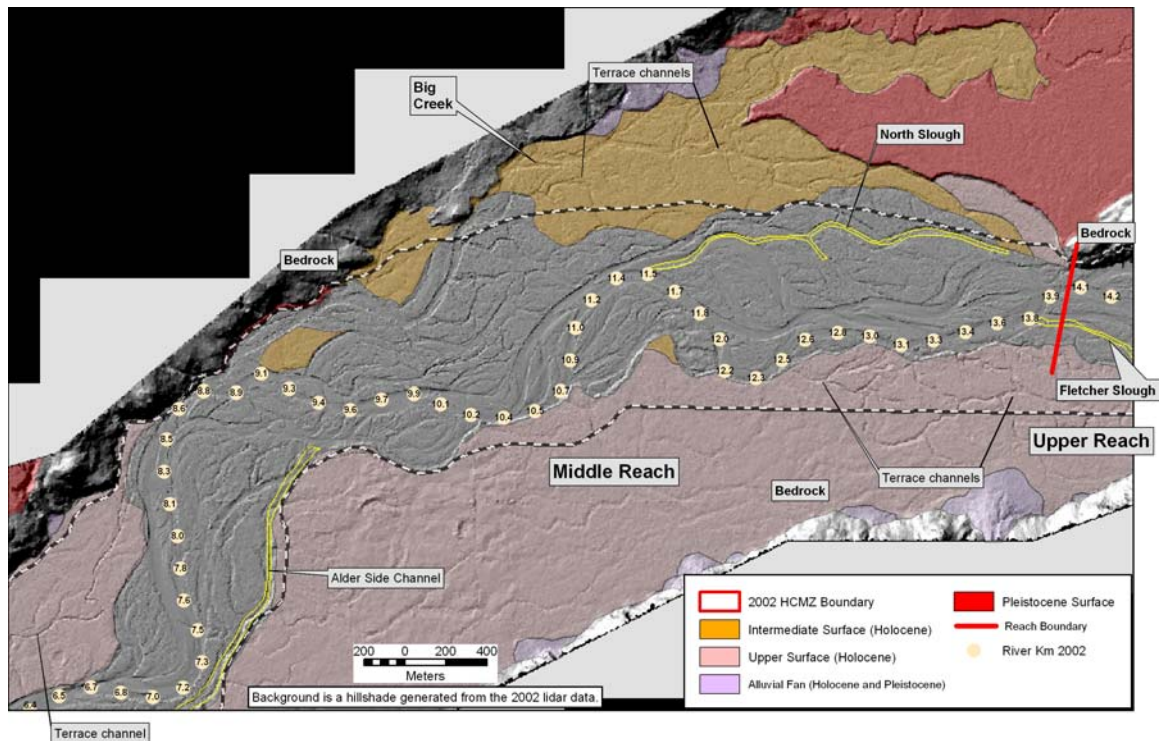 Terrace channels
Big
Creek
North Slough
Bedrock
Bedrock
11.4
11.5
11.2
11.0
10.9
10.7
12.0
12.2
12.3
12.5
12.6
12.8
13.0
13.1
13.3
13.4
13.6
13.8
13.9
14.1
14.2
Fletcher Slough
9.1
8.8
8.9
9.3
9.4
9.6
9.7
9.9
10.1
10.2
10.4
10.5
8.6
8.5
8.3
8.1
8.0
7.8
7.6
7.5
7.3
7.2
7.0
6.8
6.7
6.5
6.4
Middle Reach
Upper Reach
Terrace channels
Bedrock
Alder Side Channel
200 0 200 400
Meters
Background is a hillshade generated from the 2002 lidar data.
2002 HCMZ Boundary
Intermediate Surface (Holocene)
Upper Surface (Holocene)
Alluvial Fan (Holocene and Pleistocene)
Pleistocene Surface
Reach Boundary
River Km 2002
Terrace channel